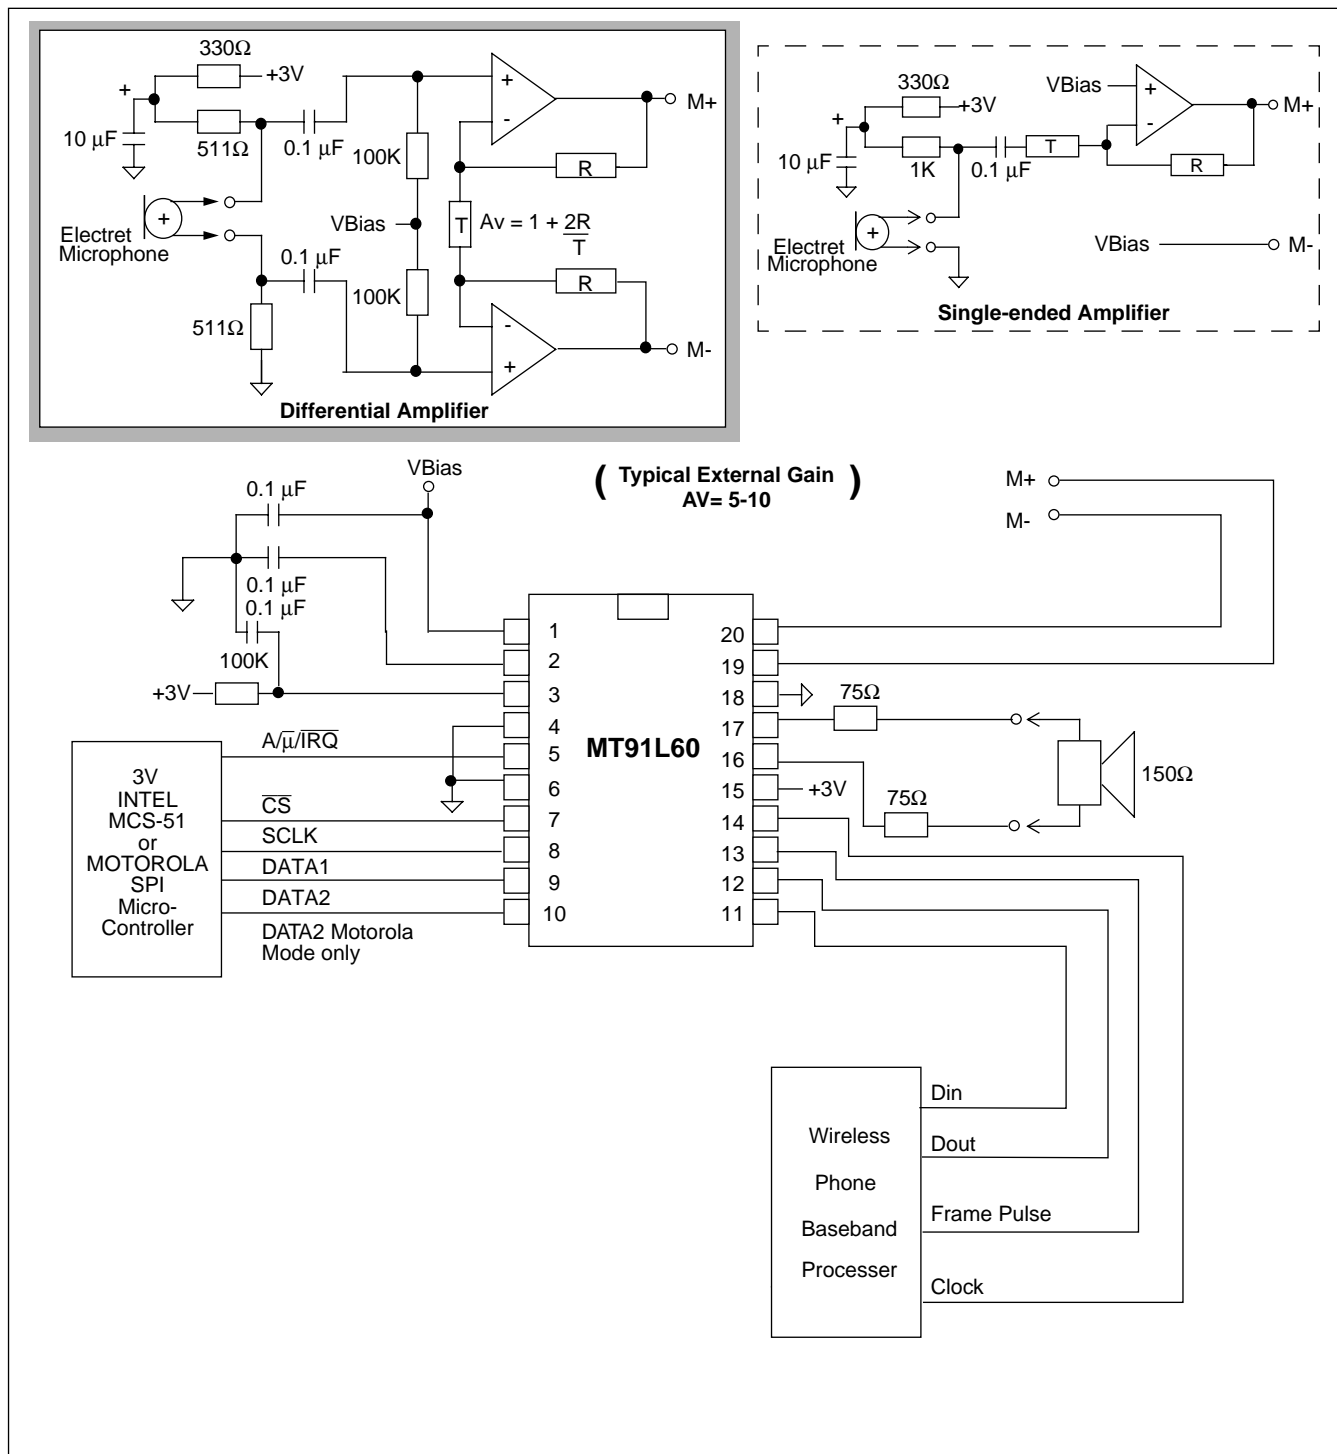 330Ω
+3V
+
10 µF
511Ω
0.1 µF
100K
+
-
M+
R
+
Electret
Microphone
VBias
T
Av = 1 + 2R
T
0.1 µF
100K
R
511Ω
-
+
M-
Differential Amplifier
330Ω
+3V
VBias
+
-
M+
+
10 µF
1K
0.1 µF
T
R
+
Electret
Microphone
VBias
M-
Single-ended Amplifier
VBias
( Typical External Gain )
AV= 5-10
M+
M-
0.1 µF
0.1 µF
0.1 µF
100K
+3V
1
2
3
4
5
6
7
8
9
10
MT91L60
20
19
18
17
16
15
14
13
12
11
75Ω
75Ω
+3V
150Ω
3V
INTEL
MCS-51
or
MOTOROLA
SPI
Micro-
Controller
A/µ̅/I̅R̅Q̅
C̅S̅
SCLK
DATA1
DATA2
DATA2 Motorola
Mode only
Wireless
Phone
Baseband
Processer
Din
Dout
Frame Pulse
Clock